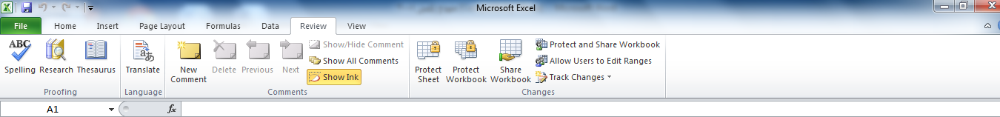 Microsoft Excel
File Home Insert Page Layout Formulas Data Review View
ABC
Spelling Research Thesaurus
Proofing
Translate
Language
New
Comment
Delete Previous Next
Show/Hide Comment
Show All Comments
Show Ink
Comments
Protect
Sheet
Protect
Workbook
Share
Workbook
Protect and Share Workbook
Allow Users to Edit Ranges
Track Changes
Changes
A1 fx